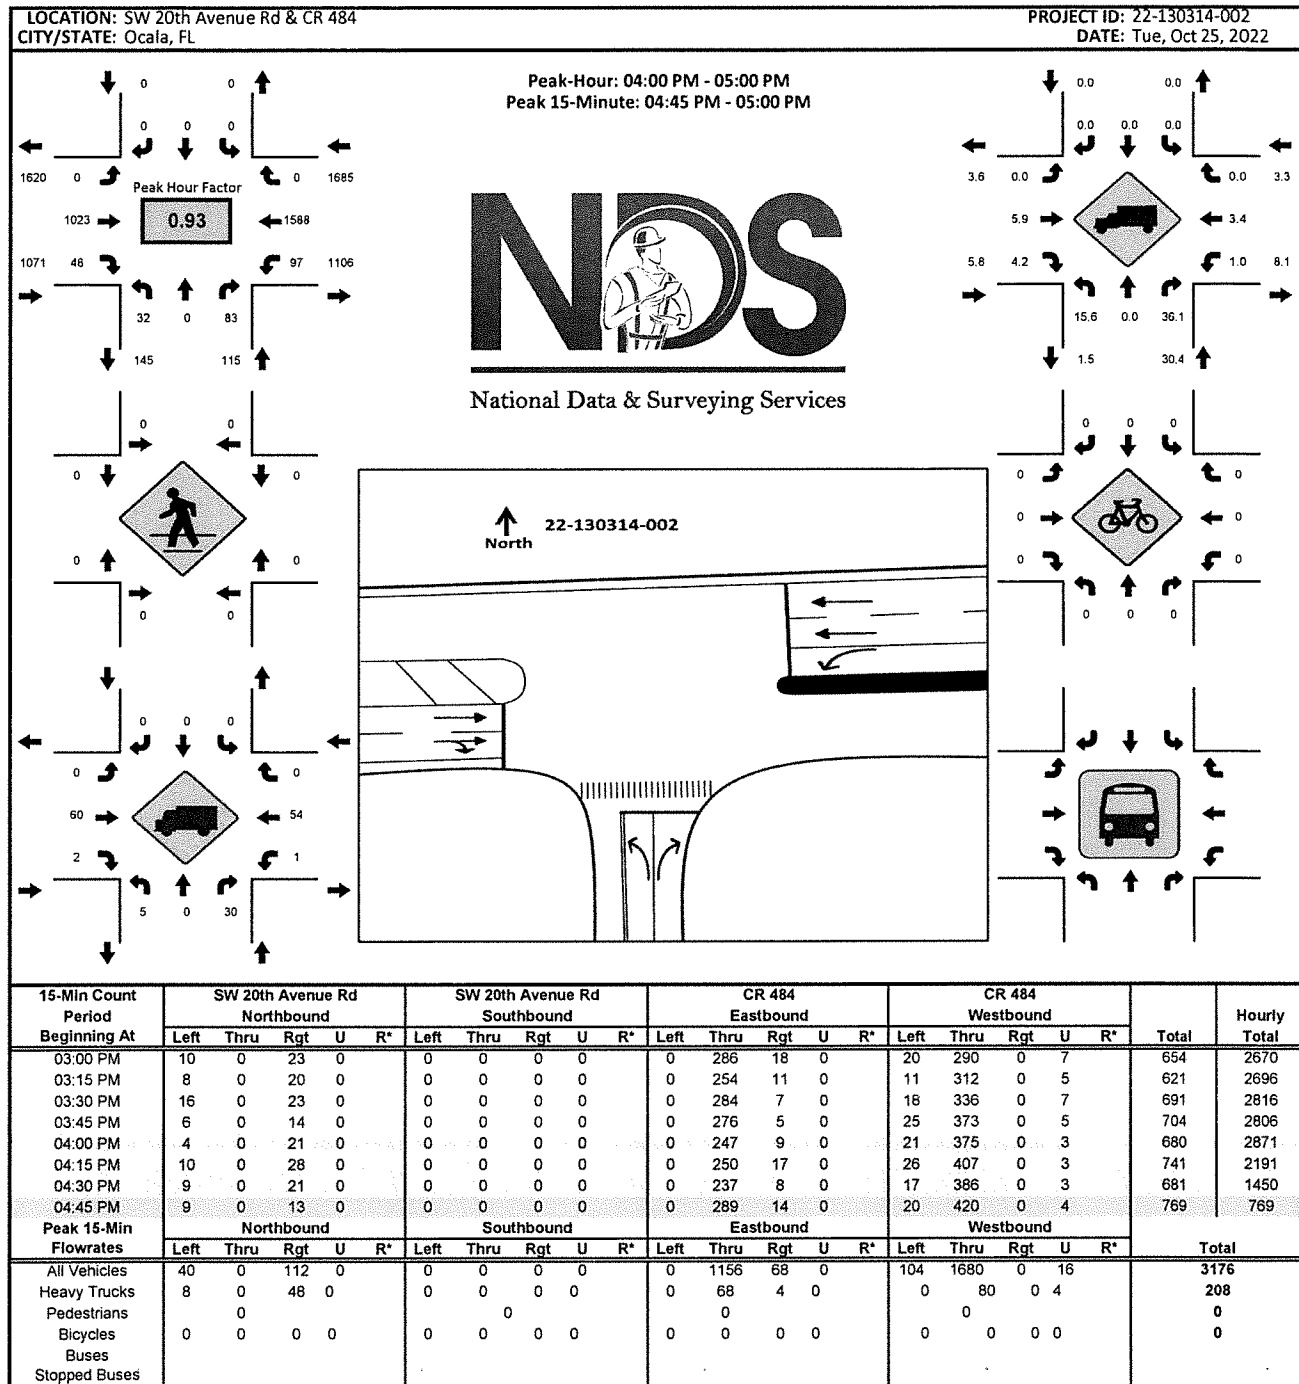 LOCATION: SW 20th Avenue Rd & CR 484
PROJECT ID: 22-130314-002
CITY/STATE: Ocala, FL
DATE: Tue, Oct 25, 2022
Peak-Hour: 04:00 PM - 05:00 PM
Peak 15-Minute: 04:45 PM - 05:00 PM
0 0
0 0 0
1620 0 0 1685
Peak Hour Factor
1023 0.93 1588
1071 48 97 1106
32 0 83
145 115
0.0 0.0
0.0 0.0 0.0
3.6 0.0 0.0 3.3
5.9 3.4
5.8 4.2 1.0 8.1
15.6 0.0 36.1
1.5 30.4
NDS
National Data & Surveying Services
0 0
0 0
0 0
0 0
0 0 0
0 0
0 0
0 0
0 0 0
22-130314-002
North
0 0 0
0 0
60 54
2 1
5 0 30
15-Min Count SW 20th Avenue Rd SW 20th Avenue Rd CR 484 CR 484
Period Northbound Southbound Eastbound Westbound Hourly
Beginning At Left Thru Rgt U R* Left Thru Rgt U R* Left Thru Rgt U R* Left Thru Rgt U R* Total Total
03:00 PM 10 0 23 0 0 0 0 0 0 286 18 0 20 290 0 7 654 2670
03:15 PM 8 0 20 0 0 0 0 0 0 254 11 0 11 312 0 5 621 2696
03:30 PM 16 0 23 0 0 0 0 0 0 284 7 0 18 336 0 7 691 2816
03:45 PM 6 0 14 0 0 0 0 0 0 276 5 0 25 373 0 5 704 2806
04:00 PM 4 0 21 0 0 0 0 0 0 247 9 0 21 375 0 3 680 2871
04:15 PM 10 0 28 0 0 0 0 0 0 250 17 0 26 407 0 3 741 2191
04:30 PM 9 0 21 0 0 0 0 0 0 237 8 0 17 386 0 3 681 1450
04:45 PM 9 0 13 0 0 0 0 0 0 289 14 0 20 420 0 4 769 769
Peak 15-Min Northbound Southbound Eastbound Westbound
Flowrates Left Thru Rgt U R* Left Thru Rgt U R* Left Thru Rgt U R* Left Thru Rgt U R* Total
All Vehicles 40 0 112 0 0 0 0 0 0 1156 68 0 104 1680 0 16 3176
Heavy Trucks 8 0 48 0 0 0 0 0 0 68 4 0 0 80 0 4 208
Pedestrians 0 0 0 0 0
Bicycles 0 0 0 0 0 0 0 0 0 0 0 0 0 0 0 0 0
Buses
Stopped Buses